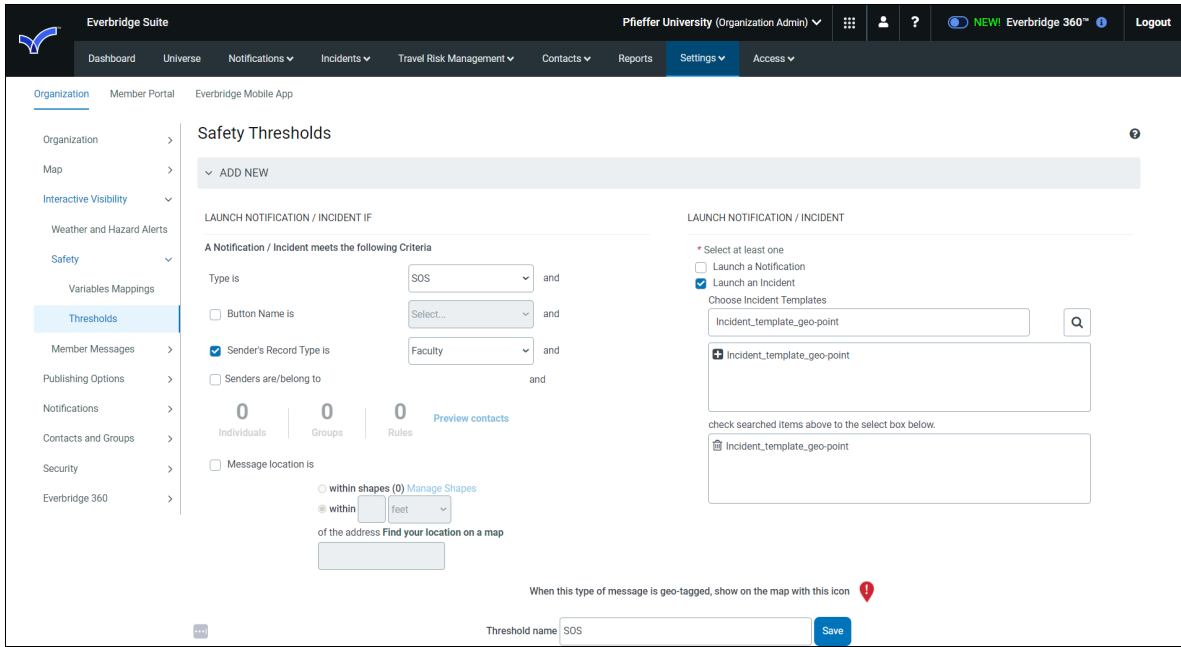 Everbridge Suite
Pfieffer University (Organization Admin)
?
NEW! Everbridge 360™
Logout
Dashboard
Universe
Notifications
Incidents
Travel Risk Management
Contacts
Reports
Settings
Access
Organization
Member Portal
Everbridge Mobile App
Organization
Map
Interactive Visibility
Weather and Hazard Alerts
Safety
Variables Mappings
Thresholds
Member Messages
Publishing Options
Notifications
Contacts and Groups
Security
Everbridge 360
Safety Thresholds
ADD NEW
LAUNCH NOTIFICATION / INCIDENT IF
A Notification / Incident meets the following Criteria
Type is SOS and
Button Name is Select... and
Sender's Record Type is Faculty and
Senders are/belong to and
0 0 0 Preview contacts
Individuals Groups Rules
Message location is
within shapes (0) Manage Shapes
within feet
of the address Find your location on a map
LAUNCH NOTIFICATION / INCIDENT
* Select at least one
Launch a Notification
Launch an Incident
Choose Incident Templates
Incident_template_geo-point
Incident_template_geo-point
check searched items above to the select box below.
Incident_template_geo-point
When this type of message is geo-tagged, show on the map with this icon
Threshold name SOS Save